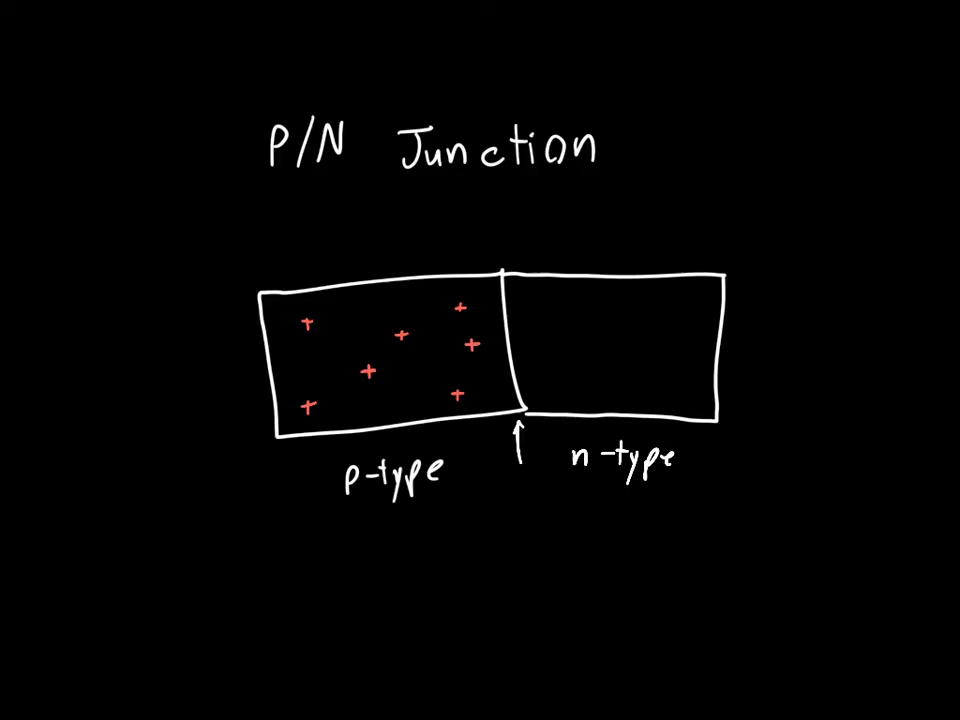 P/N Junction
+ +
+ +
+
+ +
p-type n-type